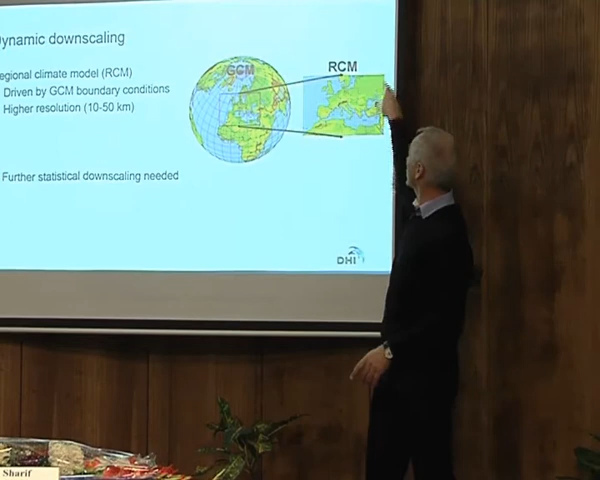 ynamic downscaling
egional climate model (RCM)
Driven by GCM boundary conditions
Higher resolution (10-50 km)
Further statistical downscaling needed
GCM
RCM
DHI
Sharif